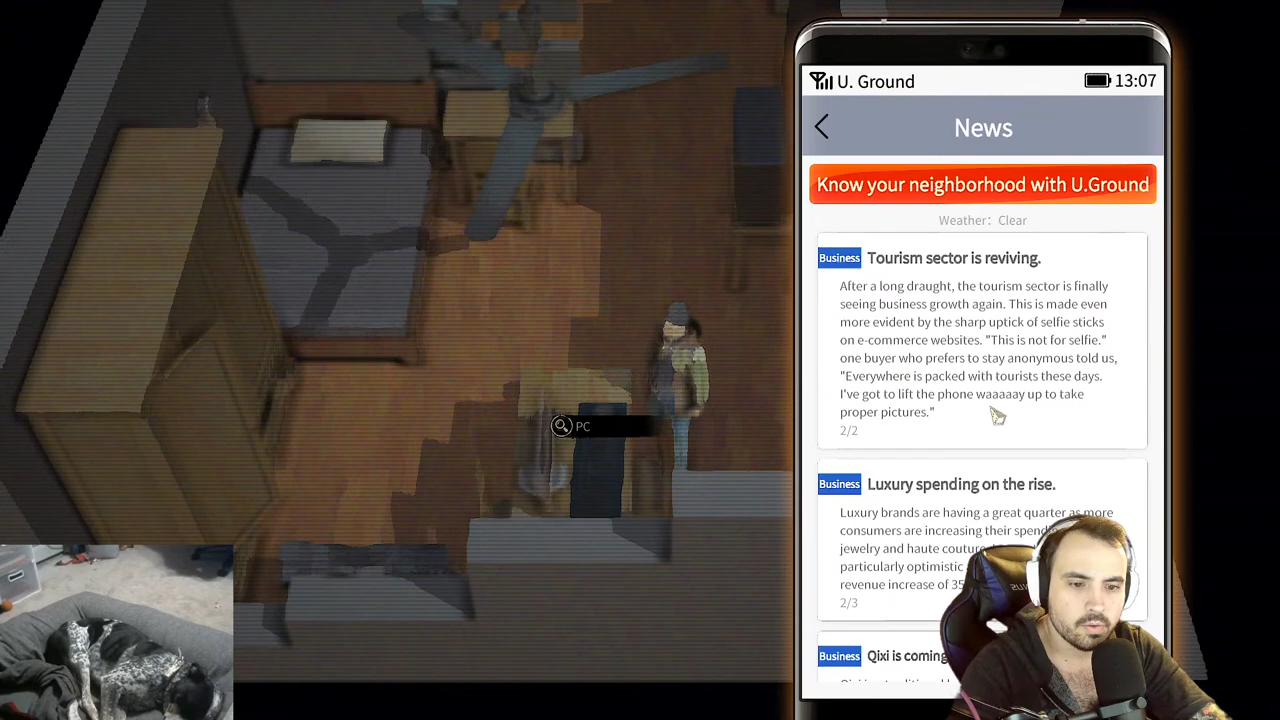 U. Ground
13:07
News
Know your neighborhood with U.Ground
Weather: Clear
Business Tourism sector is reviving.
After a long draught, the tourism sector is finally
seeing business growth again. This is made even
more evident by the sharp uptick of selfie sticks
on e-commerce websites. "This is not for selfie."
one buyer who prefers to stay anonymous told us,
"Everywhere is packed with tourists these days.
I've got to lift the phone waaaaay up to take
proper pictures."
2/2
Business Luxury spending on the rise.
Luxury brands are having a great quarter as more
consumers are increasing their
jewelry and haute
particularly optimistic
revenue increase of 35
2/3
Business Qixi is coming
PC